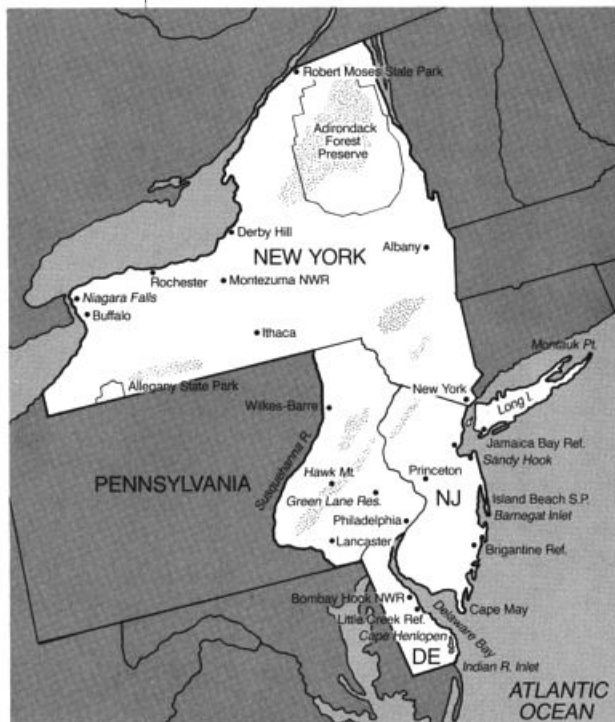 Robert Moses State Park
Adirondack
Forest
Preserve
Derby Hill
NEW YORK
Albany
Rochester
Montezuma NWR
Niagara Falls
Buffalo
Ithaca
Montauk Pt.
Allegany State Park
New York
Long I.
Wilkes-Barre
Jamaica Bay Ref.
Susquehanna R.
Sandy Hook
Hawk Mt.
Princeton
PENNSYLVANIA
NJ
Green Lane Res.
Island Beach S.P.
Barnegat Inlet
Philadelphia
Lancaster
Brigantine Ref.
Bombay Hook NWR
Delaware Bay
Cape May
Little Creek Ref.
Cape Henlopen
DE
Indian R. Inlet
ATLANTIC
OCEAN